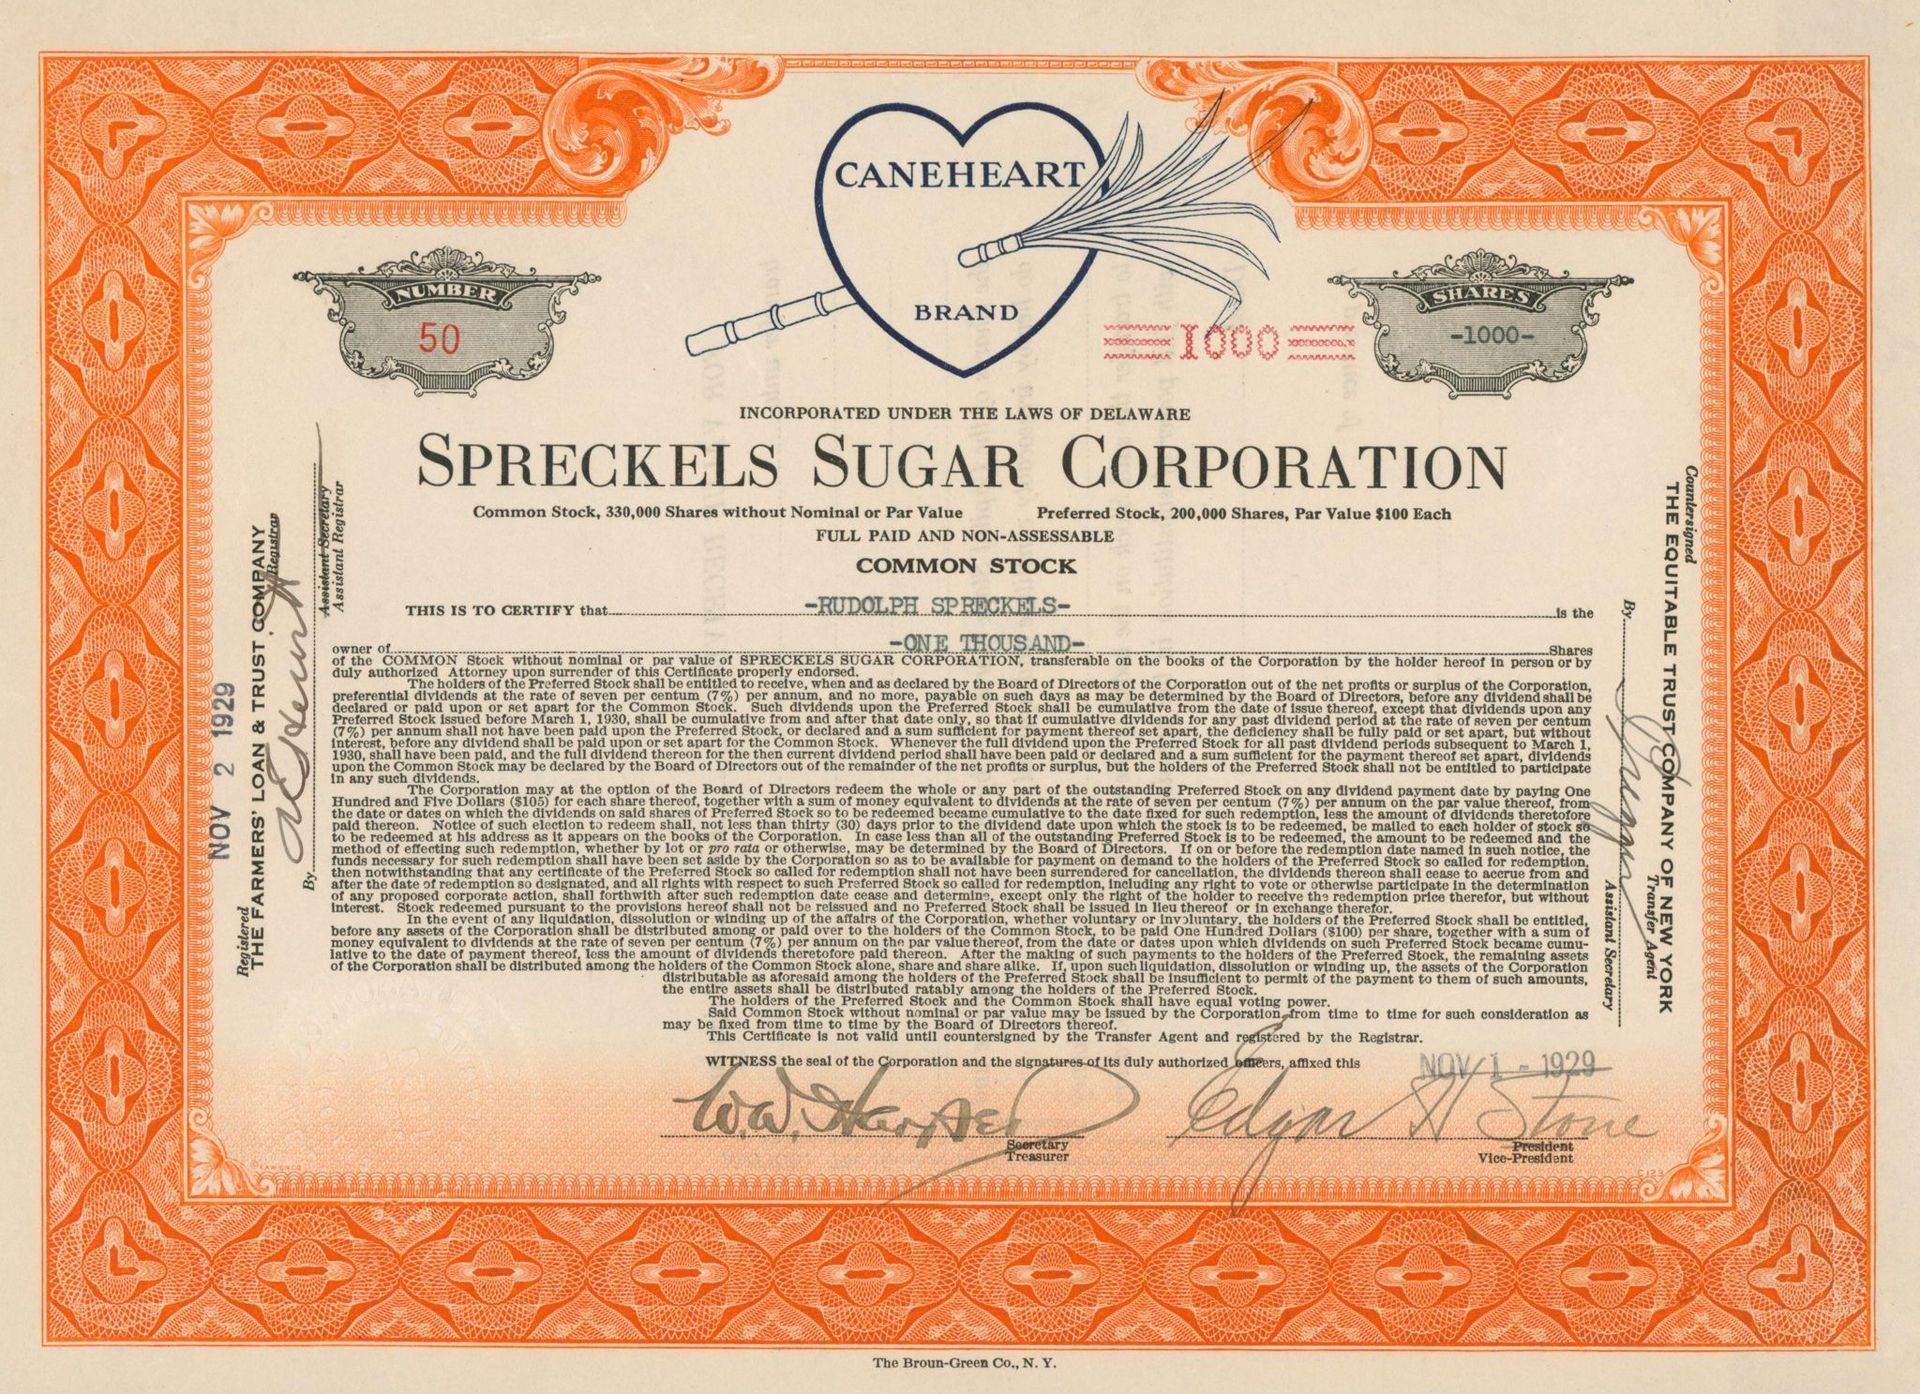 CANEHEART
BRAND
NUMBER
50
1000
SHARES
-1000-
INCORPORATED UNDER THE LAWS OF DELAWARE
SPRECKELS SUGAR CORPORATION
Common Stock, 330,000 Shares without Nominal or Par Value Preferred Stock, 200,000 Shares, Par Value $100 Each
FULL PAID AND NON-ASSESSABLE
COMMON STOCK
THIS IS TO CERTIFY that -RUDOLPH SPRECKELS- is the
owner of -ONE THOUSAND- Shares
of the COMMON Stock without nominal or par value of SPRECKELS SUGAR CORPORATION, transferable on the books of the Corporation by the holder hereof in person or by
duly authorized Attorney upon surrender of this Certificate properly endorsed.
The holders of the Preferred Stock shall be entitled to receive, when and as declared by the Board of Directors of the Corporation out of the net profits or surplus of the Corporation,
preferential dividends at the rate of seven per centum (7%) per annum, and no more, payable on such days as may be determined by the Board of Directors, before any dividend shall be
declared or paid upon or set apart for the Common Stock. Such dividends upon the Preferred Stock shall be cumulative from the date of issue thereof, except that dividends upon any
Preferred Stock issued before March 1, 1930, shall be cumulative from and after that date only, so that if cumulative dividends for any past dividend period at the rate of seven per centum
(7%) per annum shall not have been paid upon the Preferred Stock, or declared and a sum sufficient for payment thereof set apart, the deficiency shall be fully paid or set apart, but without
interest, before any dividend shall be paid upon or set apart for the Common Stock. Whenever the full dividend upon the Preferred Stock for all past dividend periods subsequent to March 1,
1930, shall have been paid, and the full dividend thereon for the then current dividend period shall have been paid or declared and a sum sufficient for the payment thereof set apart, dividends
upon the Common Stock may be declared by the Board of Directors out of the remainder of the net profits or surplus, but the holders of the Preferred Stock shall not be entitled to participate
in any such dividends.
The Corporation may at the option of the Board of Directors redeem the whole or any part of the outstanding Preferred Stock on any dividend payment date by paying One
Hundred and Five Dollars ($105) for each share thereof, together with a sum of money equivalent to dividends at the rate of seven per centum (7%) per annum on the par value thereof, from
the date or dates on which the dividends on said shares of Preferred Stock so to be redeemed became cumulative to the date fixed for such redemption, less the amount of dividends theretofore
paid thereon. Notice of such election to redeem shall, not less than thirty (30) days prior to the dividend date upon which the stock is to be redeemed, be mailed to each holder of stock so
to be redeemed at his address as it appears on the books of the Corporation. In case less than all of the outstanding Preferred Stock is to be redeemed, the amount to be redeemed and the
method of effecting such redemption, whether by lot or pro rata or otherwise, may be determined by the Board of Directors. If on or before the redemption date named in such notice, the
funds necessary for such redemption shall have been set aside by the Corporation so as to be available for payment on demand to the holders of the Preferred Stock so called for redemption,
then notwithstanding that any certificate of the Preferred Stock so called for redemption shall not have been surrendered for cancellation, the dividends thereon shall cease to accrue from and
after the date of redemption so designated, and all rights with respect to such Preferred Stock so called for redemption, including any right to vote or otherwise participate in the determination
of any proposed corporate action, shall forthwith after such redemption date cease and determine, except only the right of the holder to receive the redemption price therefor, but without
interest. Stock redeemed pursuant to the provisions hereof shall not be reissued and no Preferred Stock shall be issued in lieu thereof or in exchange therefor.
In the event of any liquidation, dissolution or winding up of the affairs of the Corporation, whether voluntary or involuntary, the holders of the Preferred Stock shall be entitled,
before any assets of the Corporation shall be distributed among or paid over to the holders of the Common Stock, to be paid One Hundred Dollars ($100) per share, together with a sum of
money equivalent to dividends at the rate of seven per centum (7%) per annum on the par value thereof, from the date or dates upon which dividends on such Preferred Stock became cumu-
lative to the date of payment thereof, less the amount of dividends theretofore paid thereon. After the making of such payments to the holders of the Preferred Stock, the remaining assets
of the Corporation shall be distributed among the holders of the Common Stock alone, share and share alike. If, upon such liquidation, dissolution or winding up, the assets of the Corporation
distributable as aforesaid among the holders of the Preferred Stock shall be insufficient to permit of the payment to them of such amounts,
the entire assets shall be distributed ratably among the holders of the Preferred Stock.
The holders of the Preferred Stock and the Common Stock shall have equal voting power.
Said Common Stock without nominal or par value may be issued by the Corporation from time to time for such consideration as
may be fixed from time to time by the Board of Directors thereof.
This Certificate is not valid until countersigned by the Transfer Agent and registered by the Registrar.
WITNESS the seal of the Corporation and the signatures of its duly authorized officers, affixed this NOV 1 - 1929
W.W. Harper
Secretary
Treasurer
Edgar H Stone
President
Vice-President
NOV 2 1929
Registered
THE FARMERS' LOAN & TRUST COMPANY
Registrar
By
Assistant Secretary
Assistant Registrar
Countersigned
THE EQUITABLE TRUST COMPANY OF NEW YORK
Transfer Agent
By
Assistant Secretary
The Broun-Green Co., N. Y.